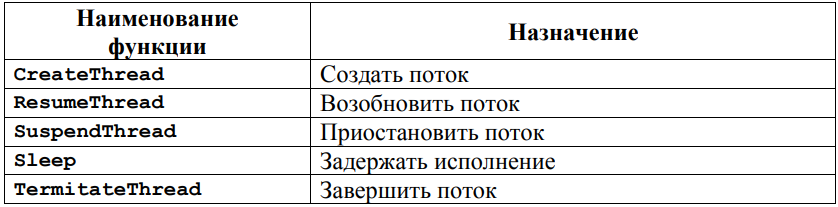 Наименование
функции
Назначение
CreateThread Создать поток
ResumeThread Возобновить поток
SuspendThread Приостановить поток
Sleep Задержать исполнение
TermitateThread Завершить поток